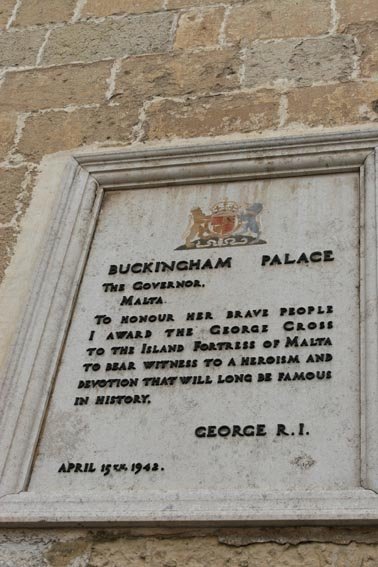 BUCKINGHAM PALACE
THE GOVERNOR.
MALTA
TO HONOUR HER BRAVE PEOPLE
I AWARD THE GEORGE CROSS
TO THE ISLAND FORTRESS OF MALTA
TO BEAR WITNESS TO A HEROISM AND
DEVOTION THAT WILL LONG BE FAMOUS
IN HISTORY.
GEORGE R.I.
APRIL 15TH. 1942.